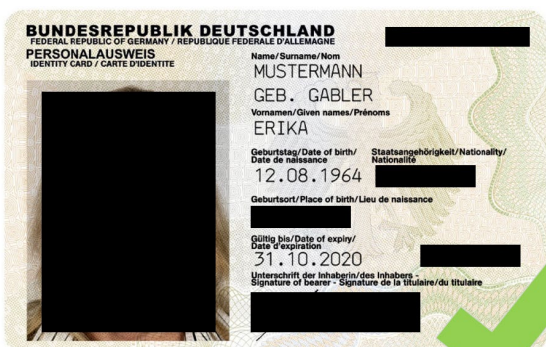 BUNDESREPUBLIK DEUTSCHLAND
FEDERAL REPUBLIC OF GERMANY / REPUBLIQUE FEDERALE D'ALLEMAGNE
PERSONALAUSWEIS
IDENTITY CARD / CARTE D'IDENTITE
Name/Surname/Nom
MUSTERMANN
GEB. GABLER
Vornamen/Given names/Prénoms
ERIKA
Geburtstag/Date of birth/
Date de naissance
12.08.1964
Staatsangehörigkeit/Nationality/
Nationalité
Geburtsort/Place of birth/Lieu de naissance
Gültig bis/Date of expiry/
Date d'expiration
31.10.2020
Unterschrift der Inhaberin/des Inhabers -
Signature of bearer - Signature de la titulaire/du titulaire